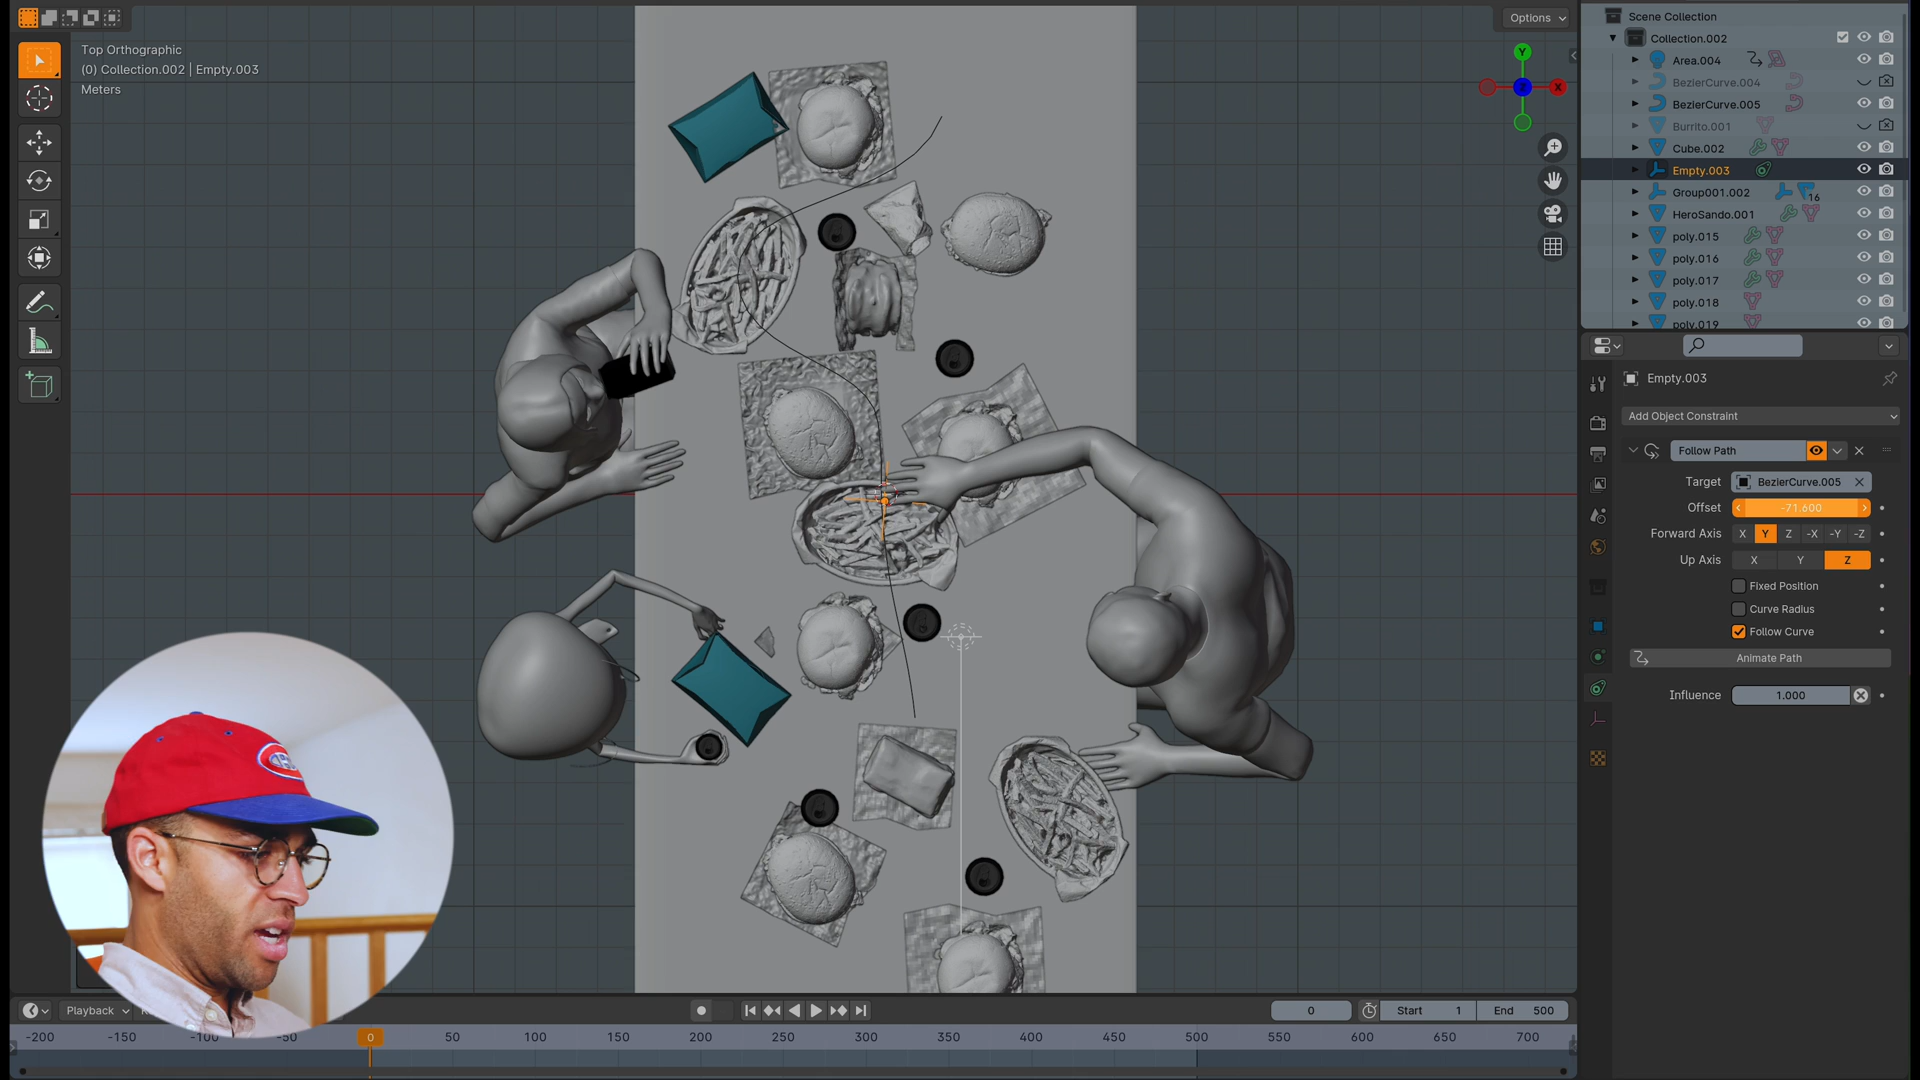 Options
Top Orthographic
(0) Collection.002 | Empty.003
Meters
Y
X
Z
Scene Collection
Collection.002
Area.004
BezierCurve.004
BezierCurve.005
Burrito.001
Cube.002
Empty.003
Group001.002
16
HeroSando.001
poly.015
poly.016
poly.017
poly.018
poly.019
Empty.003
Add Object Constraint
Follow Path
Target BezierCurve.005
Offset -71.600
Forward Axis X Y Z -X -Y -Z
Up Axis X Y Z
Fixed Position
Curve Radius
Follow Curve
Animate Path
Influence 1.000
Playback
0
Start 1
End 500
-200 -150 -100 -50 0 50 100 150 200 250 300 350 400 450 500 550 600 650 700